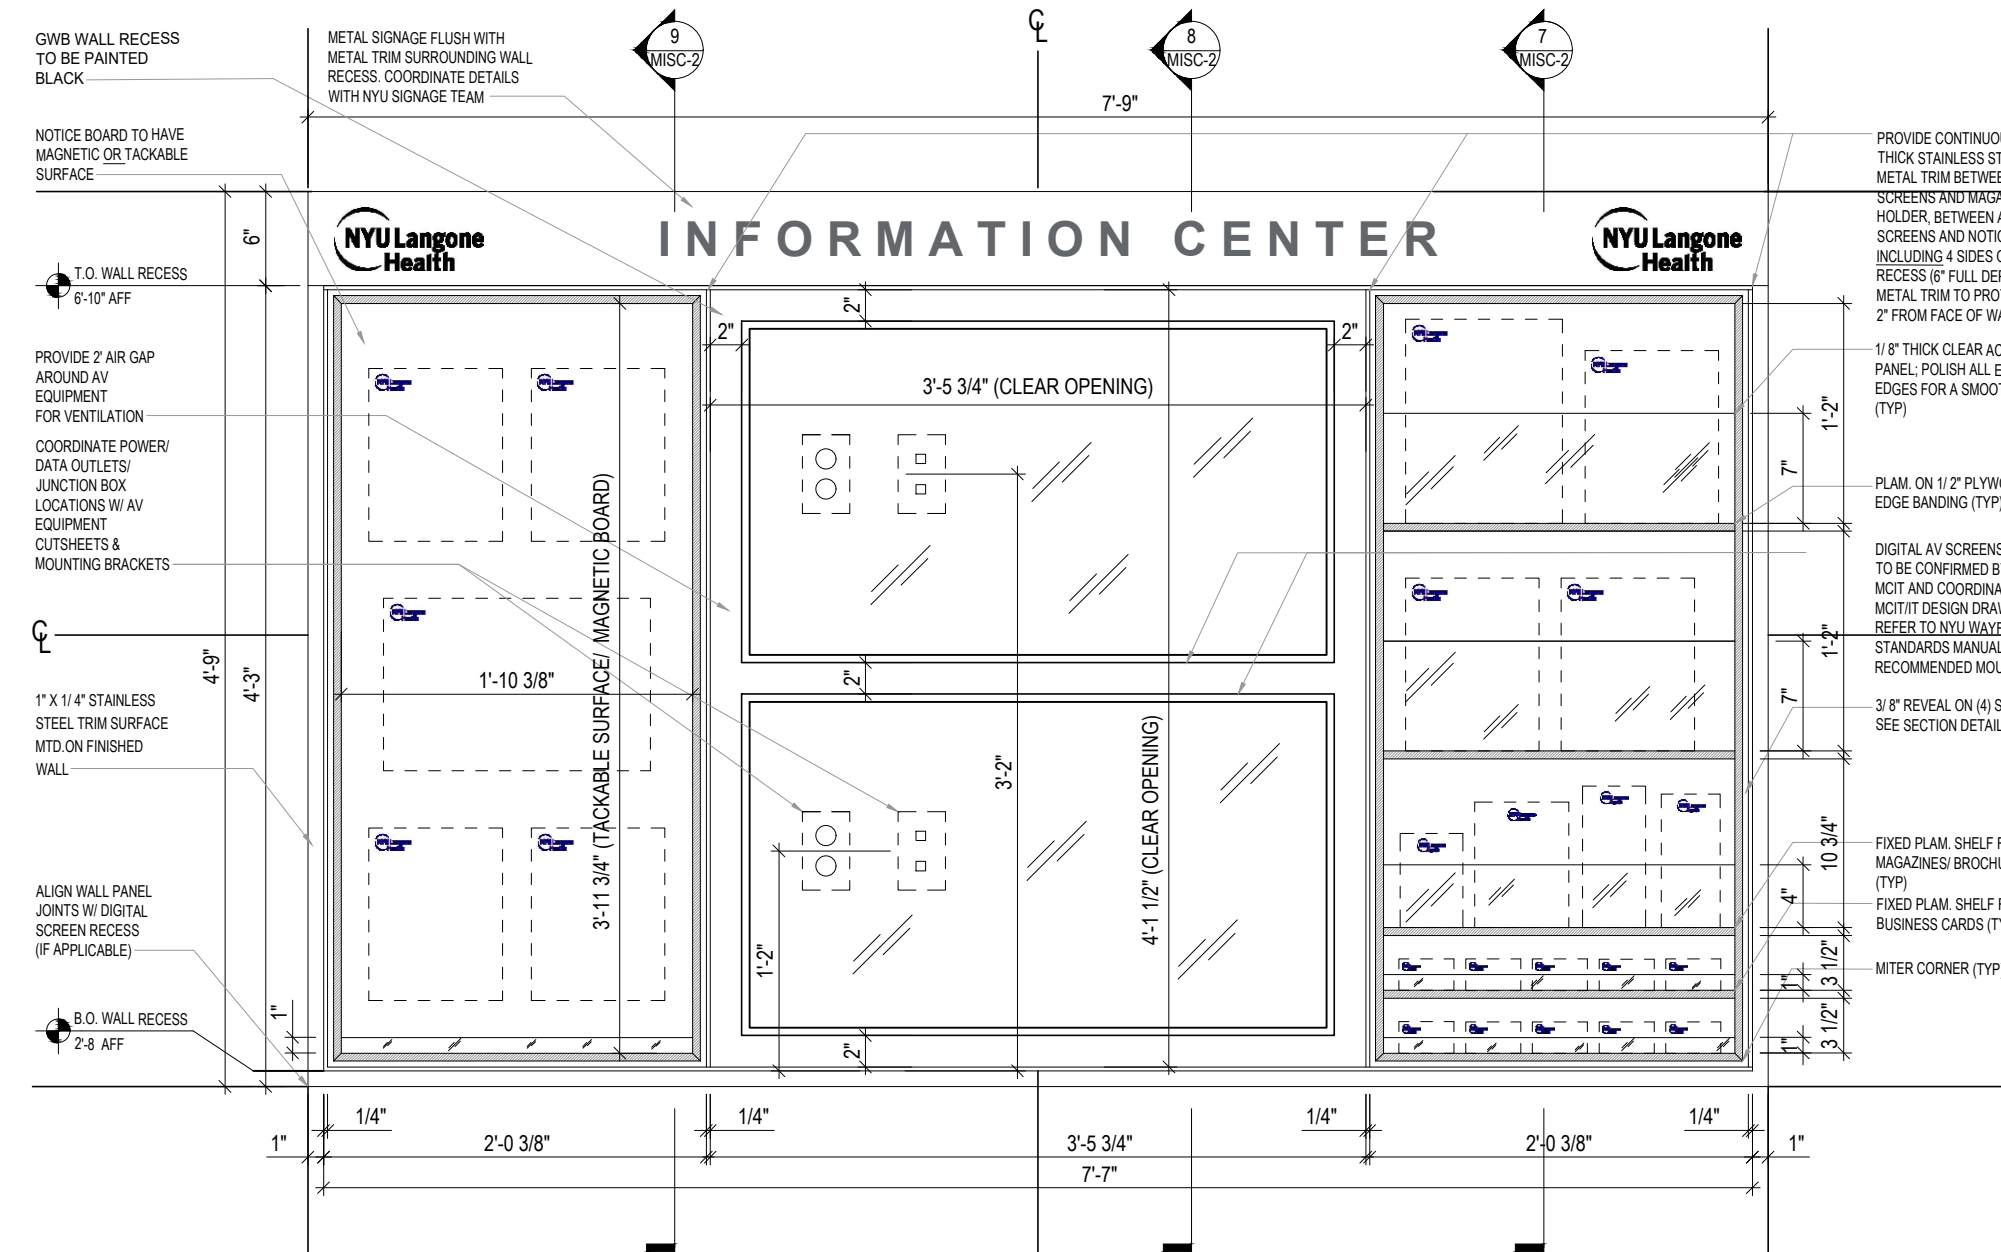 GWB WALL RECESS
TO BE PAINTED
BLACK
METAL SIGNAGE FLUSH WITH
METAL TRIM SURROUNDING WALL
RECESS. COORDINATE DETAILS
WITH NYU SIGNAGE TEAM
9
MISC-2
8
MISC-2
7
MISC-2
7'-9"
NOTICE BOARD TO HAVE
MAGNETIC OR TACKABLE
SURFACE
PROVIDE CONTINUO
THICK STAINLESS ST
METAL TRIM BETWEE
SCREENS AND MAGA
HOLDER, BETWEEN A
SCREENS AND NOTIC
INCLUDING 4 SIDES O
RECESS (6" FULL DEP
METAL TRIM TO PRO
2" FROM FACE OF WA
NYU Langone
Health
INFORMATION CENTER
NYU Langone
Health
6"
T.O. WALL RECESS
6'-10" AFF
2"
2"
2"
3'-5 3/4" (CLEAR OPENING)
PROVIDE 2' AIR GAP
AROUND AV
EQUIPMENT
FOR VENTILATION
1/ 8" THICK CLEAR AC
PANEL; POLISH ALL E
EDGES FOR A SMOO
(TYP)
1'-2"
7"
COORDINATE POWER/
DATA OUTLETS/
JUNCTION BOX
LOCATIONS W/ AV
EQUIPMENT
CUTSHEETS &
MOUNTING BRACKETS
PLAM. ON 1/ 2" PLYW
EDGE BANDING (TYP)
DIGITAL AV SCREENS
TO BE CONFIRMED B
MCIT AND COORDINA
MCIT/IT DESIGN DRAW
REFER TO NYU WAYF
STANDARDS MANUAL
RECOMMENDED MOU
1'-2"
7"
4'-9"
4'-3"
1'-10 3/8"
3'-11 3/4" (TACKABLE SURFACE/ MAGNETIC BOARD)
2"
3'-2"
4'-1 1/2" (CLEAR OPENING)
1" X 1/ 4" STAINLESS
STEEL TRIM SURFACE
MTD.ON FINISHED
WALL
3/ 8" REVEAL ON (4) S
SEE SECTION DETAIL
10 3/4"
4"
FIXED PLAM. SHELF F
MAGAZINES/ BROCHU
(TYP)
FIXED PLAM. SHELF F
BUSINESS CARDS (TY
ALIGN WALL PANEL
JOINTS W/ DIGITAL
SCREEN RECESS
(IF APPLICABLE)
1'-2"
3 1/2"
1"
MITER CORNER (TYP
B.O. WALL RECESS
2'-8 AFF
1"
2"
3 1/2"
1"
1/4"
1/4"
1/4"
1/4"
1"
2'-0 3/8"
3'-5 3/4"
2'-0 3/8"
1"
7'-7"